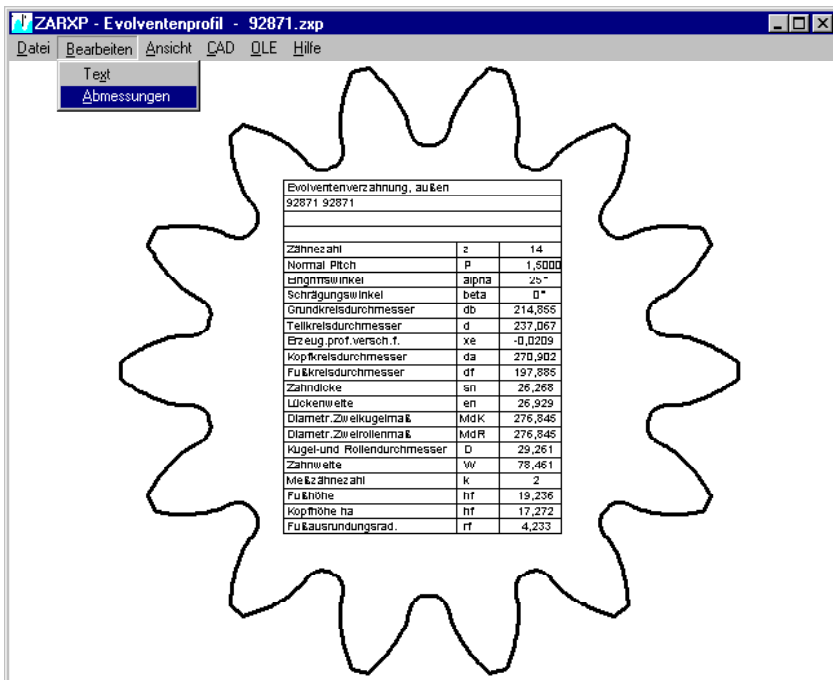 ZARXP - Evolventenprofil - 92871.zxp
Datei Bearbeiten Ansicht CAD OLE Hilfe
Text
Abmessungen
Evolventenverzahnung, außen
92871 92871
Zähnezahl z 14
Normal Pitch P 1,5000
Eingriffswinkel alpha 25°
Schrägungswinkel beta 0°
Grundkreisdurchmesser db 214,855
Teilkreisdurchmesser d 237,067
Erzeug.prof.versch.f. xe -0,0209
Kopfkreisdurchmesser da 270,902
Fußkreisdurchmesser df 197,885
Zahndicke sn 26,268
Lückenweite en 26,929
Diametr.Zweikugelmaß MdK 276,845
Diametr.Zweirollenmaß MdR 276,845
Kugel-und Rollendurchmesser D 29,261
Zahnweite W 78,461
Meßzähnezahl k 2
Fußhöhe hf 19,236
Kopfhöhe ha hf 17,272
Fußausrundungsrad. rf 4,233